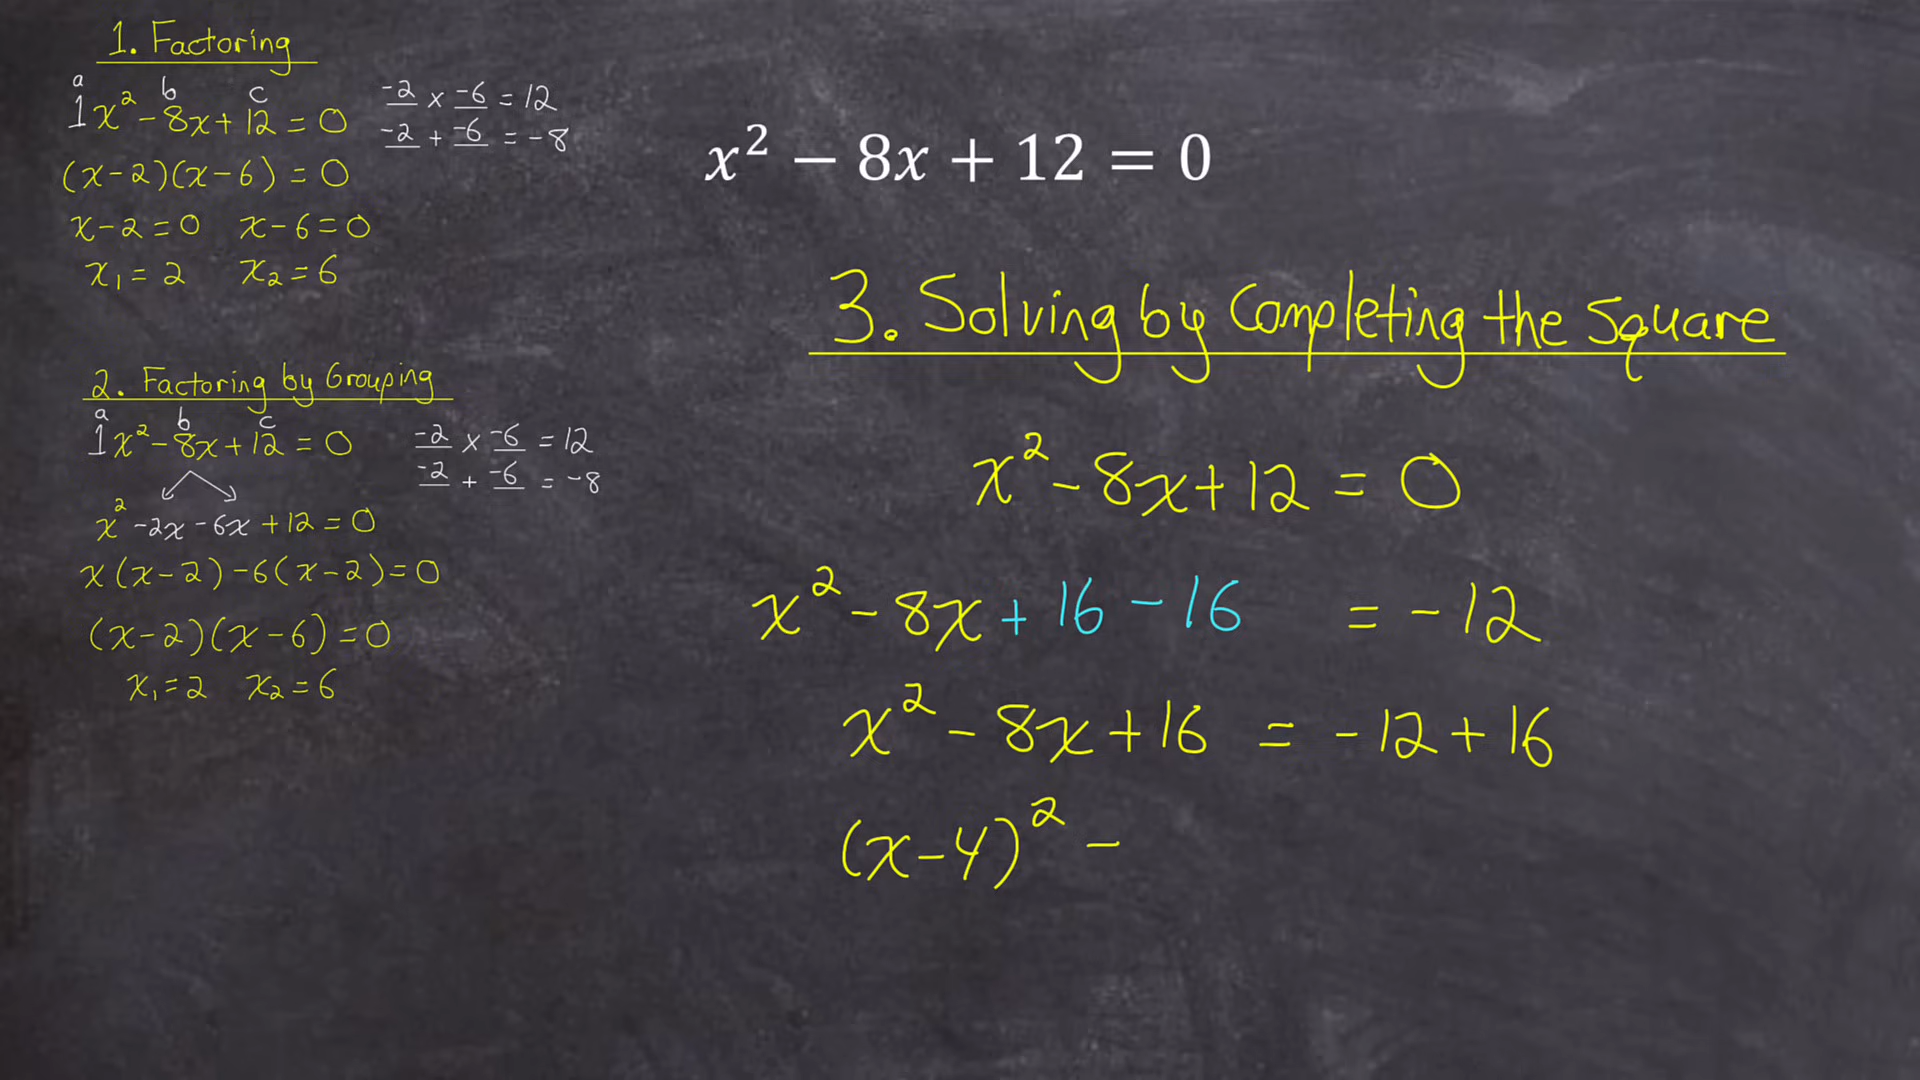 1. Factoring
a b c
1x² - 8x + 12 = 0
-2 x -6 = 12
-2 + -6 = -8
(x-2)(x-6) = 0
x-2=0 x-6=0
x₁=2 x₂=6
2. Factoring by Grouping
a b c
1x² - 8x + 12 = 0
-2 x -6 = 12
-2 + -6 = -8
x² -2x -6x +12=0
x(x-2) -6(x-2)=0
(x-2)(x-6)=0
x₁=2 x₂=6
x² − 8x + 12 = 0
3. Solving by Completing the Square
x² - 8x + 12 = 0
x² - 8x + 16 - 16 = -12
x² - 8x + 16 = -12 + 16
(x-4)² -